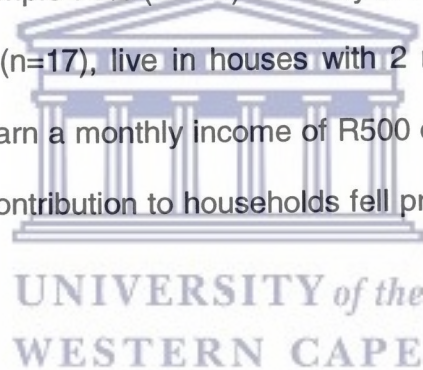 (n=17), live in houses with 2
arn a monthly income of R500
ontribution to households fell
UNIVERSITY of the
WESTERN CAPE